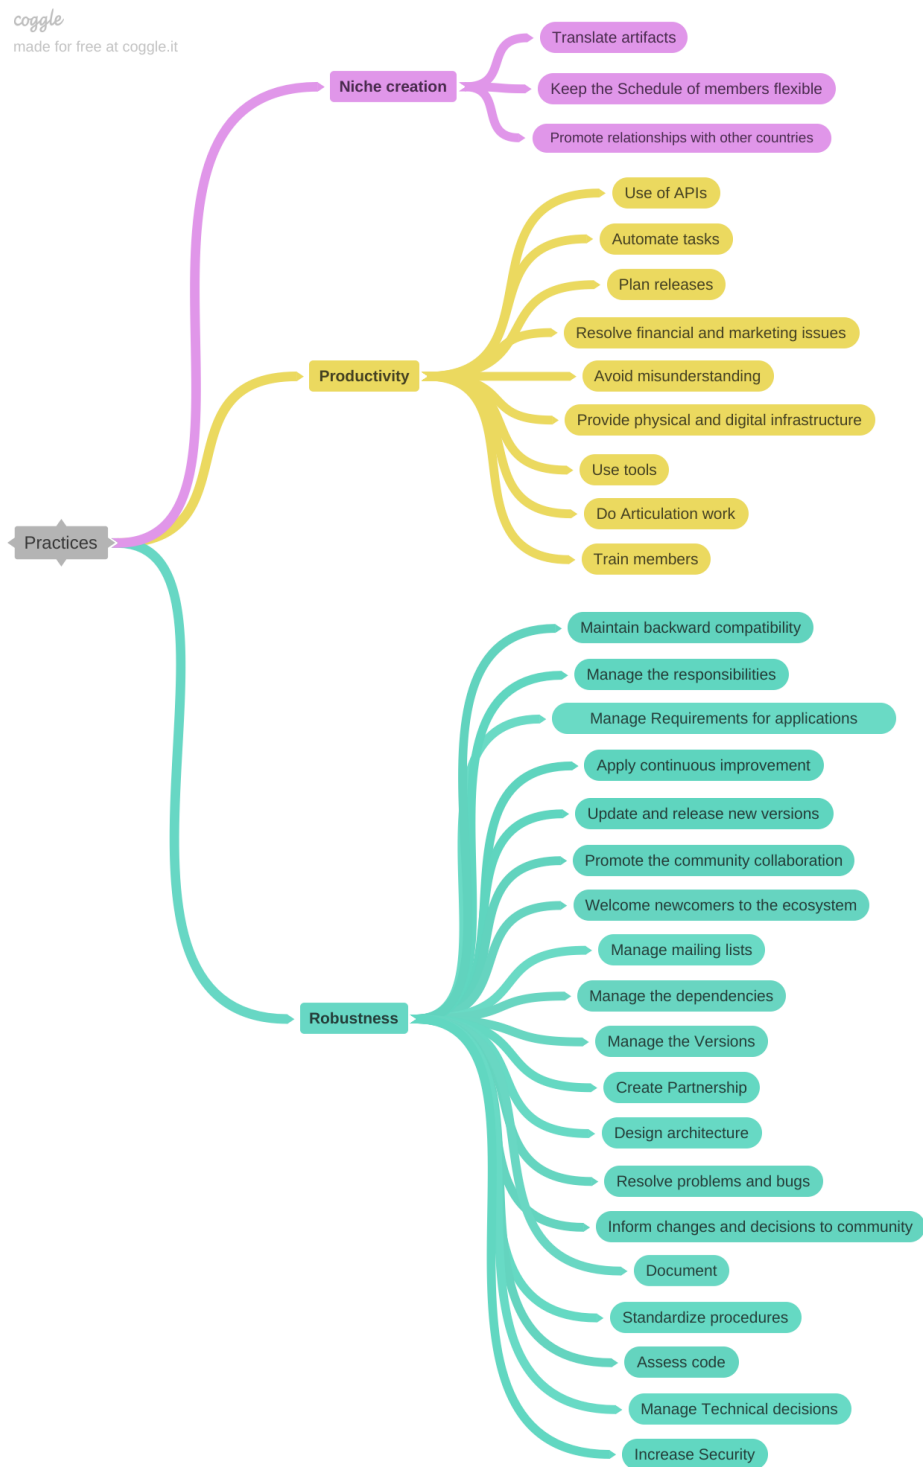 coggle
made for free at coggle.it
Translate artifacts
Niche creation
Keep the Schedule of members flexible
Promote relationships with other countries
Use of APIs
Automate tasks
Plan releases
Resolve financial and marketing issues
Productivity
Avoid misunderstanding
Provide physical and digital infrastructure
Use tools
Do Articulation work
Practices
Train members
Maintain backward compatibility
Manage the responsibilities
Manage Requirements for applications
Apply continuous improvement
Update and release new versions
Promote the community collaboration
Welcome newcomers to the ecosystem
Manage mailing lists
Manage the dependencies
Robustness
Manage the Versions
Create Partnership
Design architecture
Resolve problems and bugs
Inform changes and decisions to community
Document
Standardize procedures
Assess code
Manage Technical decisions
Increase Security